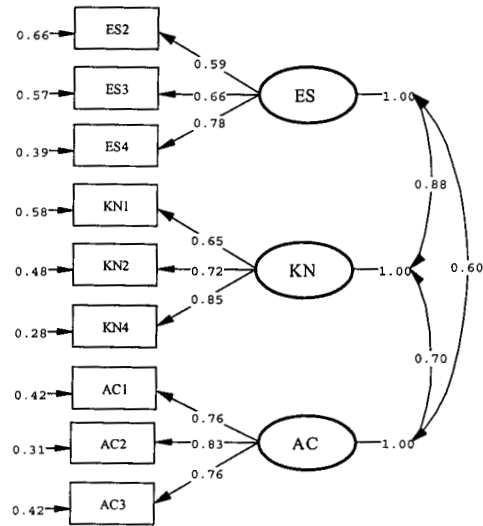 0.66 ES2
0.59
0.57 ES3 0.66 ES 1.00
0.78
0.39 ES4
0.88
0.58 KN1
0.65
0.48 KN2 0.72 KN 1.00 0.60
0.85
0.28 KN4
0.70
0.42 AC1
0.76
0.31 AC2 0.83 AC 1.00
0.76
0.42 AC3